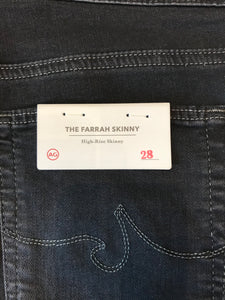 THE FARRAH SKINNY
High-Rise Skinny
AG
28